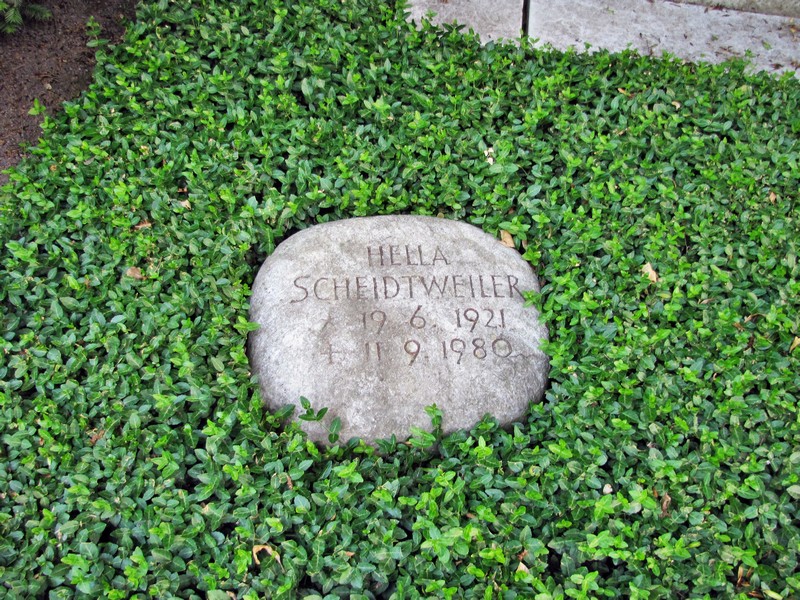 HELLA
SCHEIDTWEILER
* 19. 6. 1921
+ 11. 9. 1980